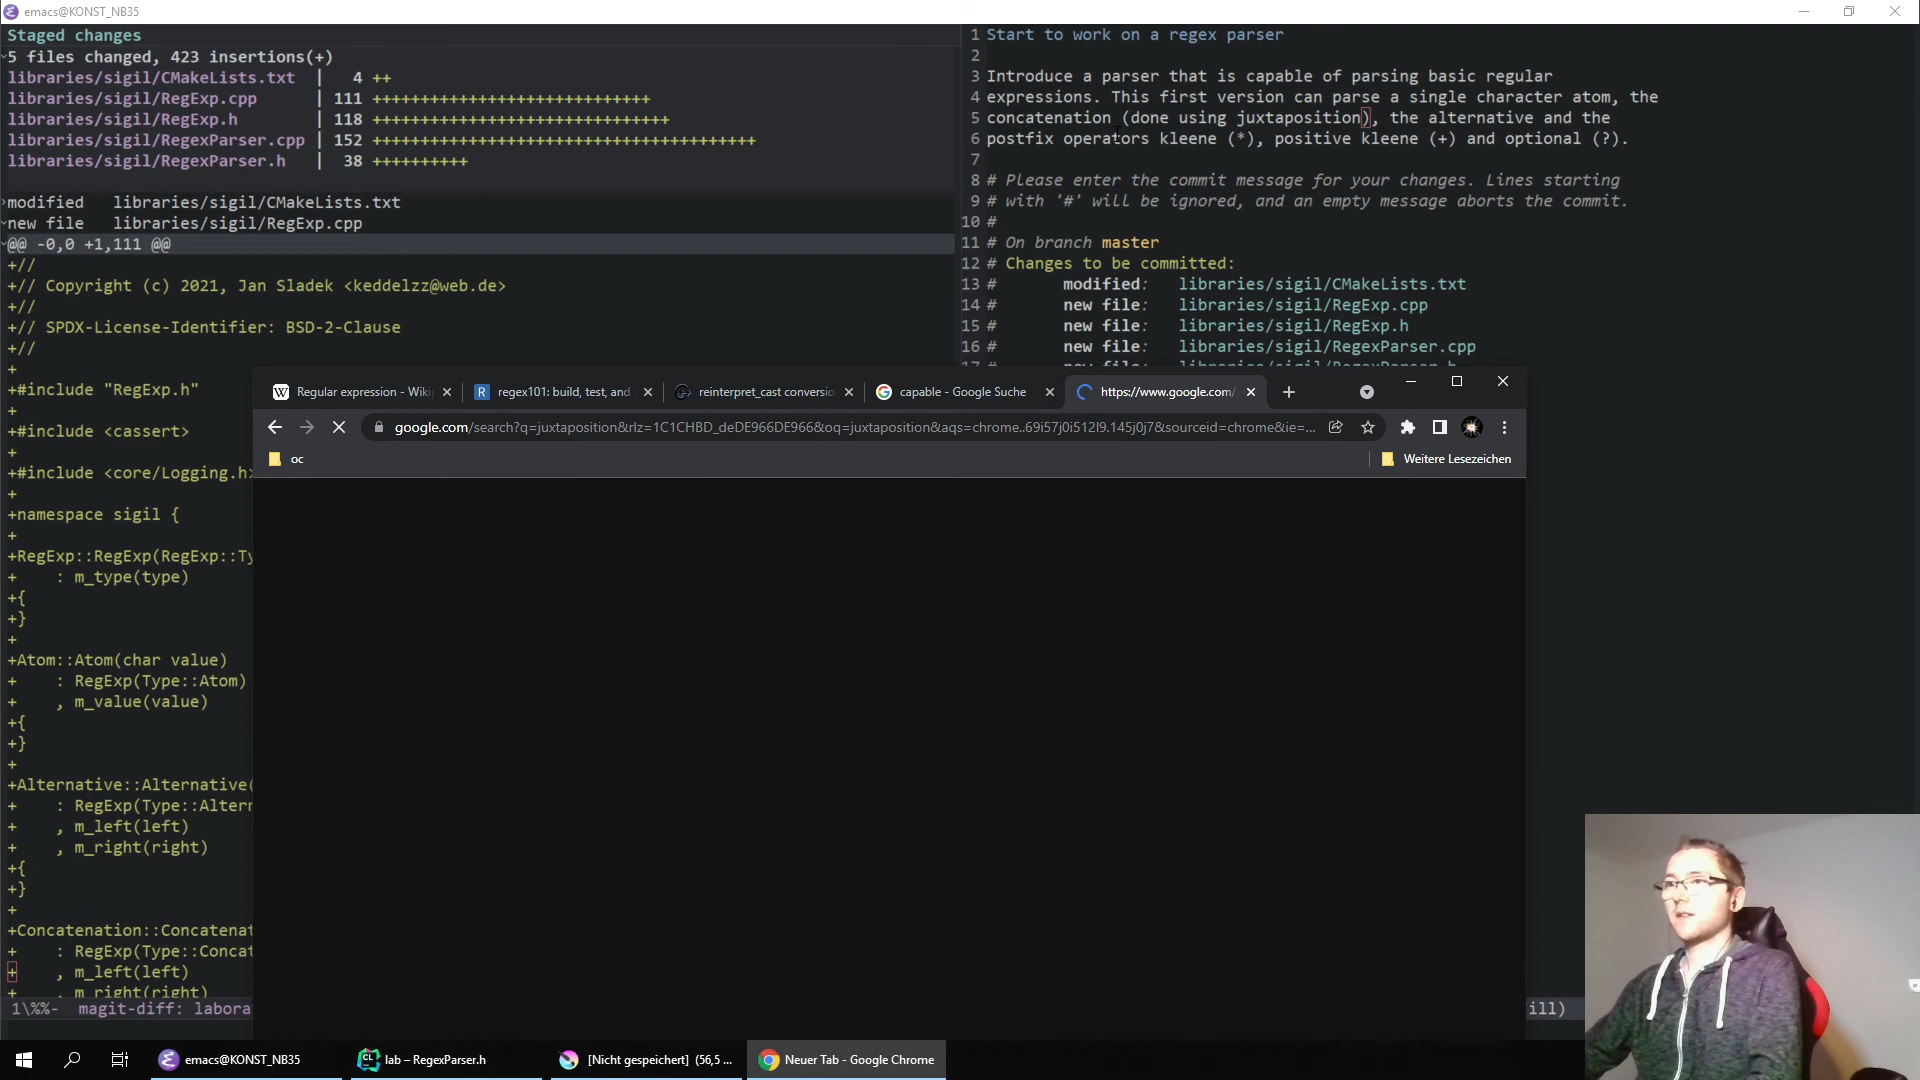 emacs@KONST_NB35
Staged changes
5 files changed, 423 insertions(+)
libraries/sigil/CMakeLists.txt | 4 ++
libraries/sigil/RegExp.cpp | 111 +++++++++++++++++++++++++++++
libraries/sigil/RegExp.h | 118 +++++++++++++++++++++++++++++++
libraries/sigil/RegexParser.cpp | 152 ++++++++++++++++++++++++++++++++++++++++
libraries/sigil/RegexParser.h | 38 ++++++++++
modified libraries/sigil/CMakeLists.txt
new file libraries/sigil/RegExp.cpp
@@ -0,0 +1,111 @@
+//
+// Copyright (c) 2021, Jan Sladek <keddelzz@web.de>
+//
+// SPDX-License-Identifier: BSD-2-Clause
+//
+
+#include "RegExp.h"
+
+#include <cassert>
+
+#include <core/Logging.h>
+
+namespace sigil {
+
+RegExp::RegExp(RegExp::Ty
+ : m_type(type)
+{
+}
+
+Atom::Atom(char value)
+ : RegExp(Type::Atom)
+ , m_value(value)
+{
+}
+
+Alternative::Alternative(
+ : RegExp(Type::Altern
+ , m_left(left)
+ , m_right(right)
+{
+}
+
+Concatenation::Concatenat
+ : RegExp(Type::Concat
+ , m_left(left)
+ , m_right(right)
1\%%- magit-diff: labora
1 Start to work on a regex parser
2
3 Introduce a parser that is capable of parsing basic regular
4 expressions. This first version can parse a single character atom, the
5 concatenation (done using juxtaposition), the alternative and the
6 postfix operators kleene (*), positive kleene (+) and optional (?).
7
8 # Please enter the commit message for your changes. Lines starting
9 # with '#' will be ignored, and an empty message aborts the commit.
10 #
11 # On branch master
12 # Changes to be committed:
13 # modified: libraries/sigil/CMakeLists.txt
14 # new file: libraries/sigil/RegExp.cpp
15 # new file: libraries/sigil/RegExp.h
16 # new file: libraries/sigil/RegexParser.cpp
ill)
Regular expression - Wiki
regex101: build, test, and
reinterpret_cast conversio
capable - Google Suche
https://www.google.com/
google.com/search?q=juxtaposition&rlz=1C1CHBD_deDE966DE966&oq=juxtaposition&aqs=chrome..69i57j0i512l9.145j0j7&sourceid=chrome&ie=...
oc
Weitere Lesezeichen
emacs@KONST_NB35
lab – RegexParser.h
[Nicht gespeichert] (56,5 ...
Neuer Tab - Google Chrome